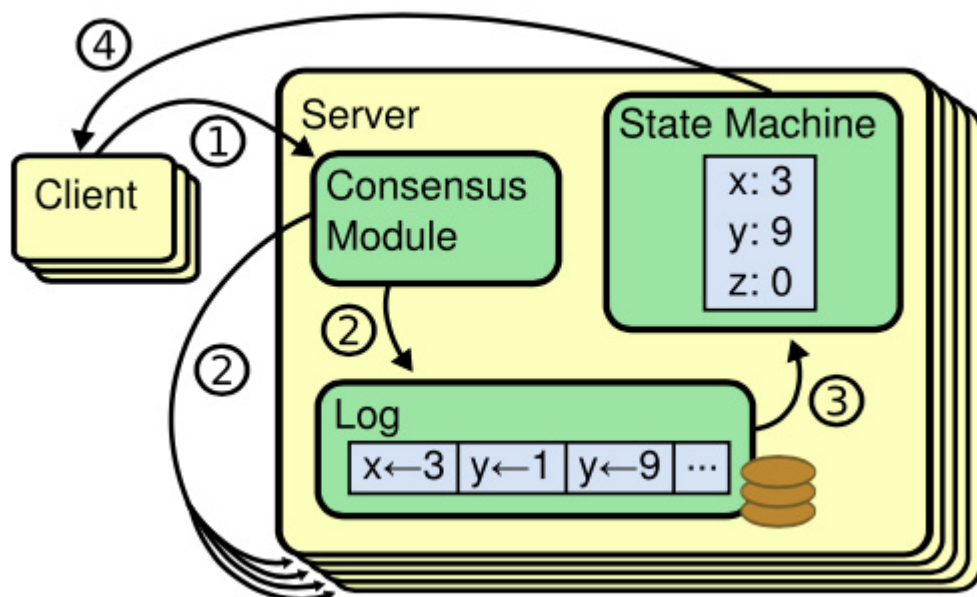 ④
①
Server
State Machine
Client
Consensus
Module
x: 3
y: 9
z: 0
②
②
③
Log
x←3 y←1 y←9 ...